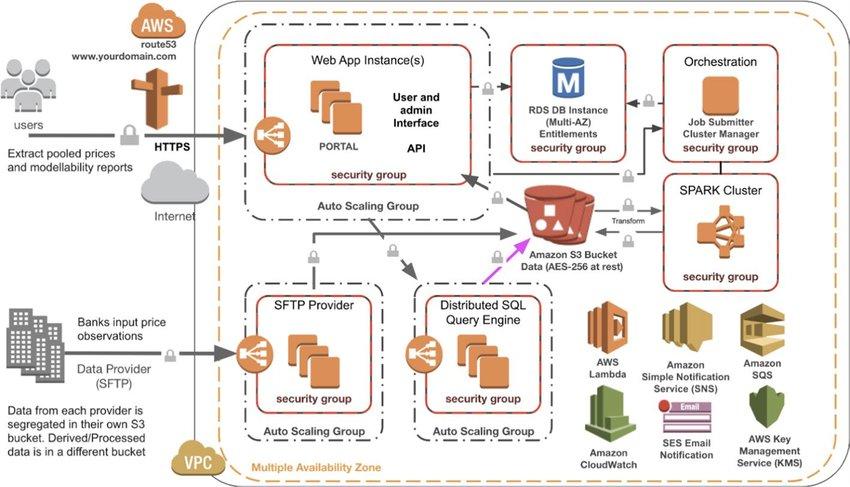 AWS
route53
www.yourdomain.com
users
HTTPS
Extract pooled prices
and modellability reports
Internet
Web App Instance(s)
PORTAL
User and
admin
Interface
API
security group
Auto Scaling Group
RDS DB Instance
(Multi-AZ)
Entitlements
security group
Orchestration
Job Submitter
Cluster Manager
security group
SPARK Cluster
security group
Transform
Amazon S3 Bucket
Data (AES-256 at rest)
Banks input price
observations
Data Provider
(SFTP)
Data from each provider is
segregated in their own S3
bucket. Derived/Processed
data is in a different bucket
SFTP Provider
security group
Auto Scaling Group
Distributed SQL
Query Engine
security group
Auto Scaling Group
AWS
Lambda
Amazon
Simple Notification
Service (SNS)
Amazon
SQS
Amazon
CloudWatch
Email
SES Email
Notification
AWS Key
Management
Service (KMS)
VPC
Multiple Availability Zone